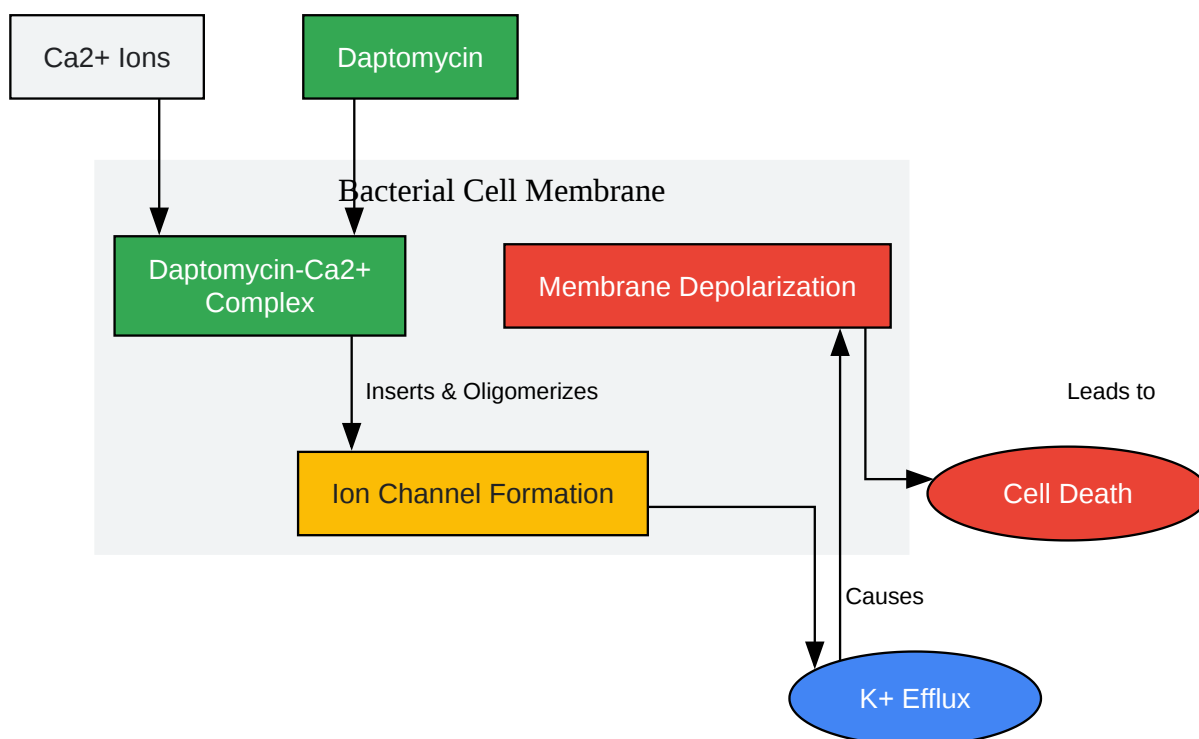 Ca2+ Ions
Daptomycin
Bacterial Cell Membrane
Daptomycin-Ca2+
Complex
Membrane Depolarization
Inserts & Oligomerizes
Leads to
Ion Channel Formation
Cell Death
Causes
K+ Efflux